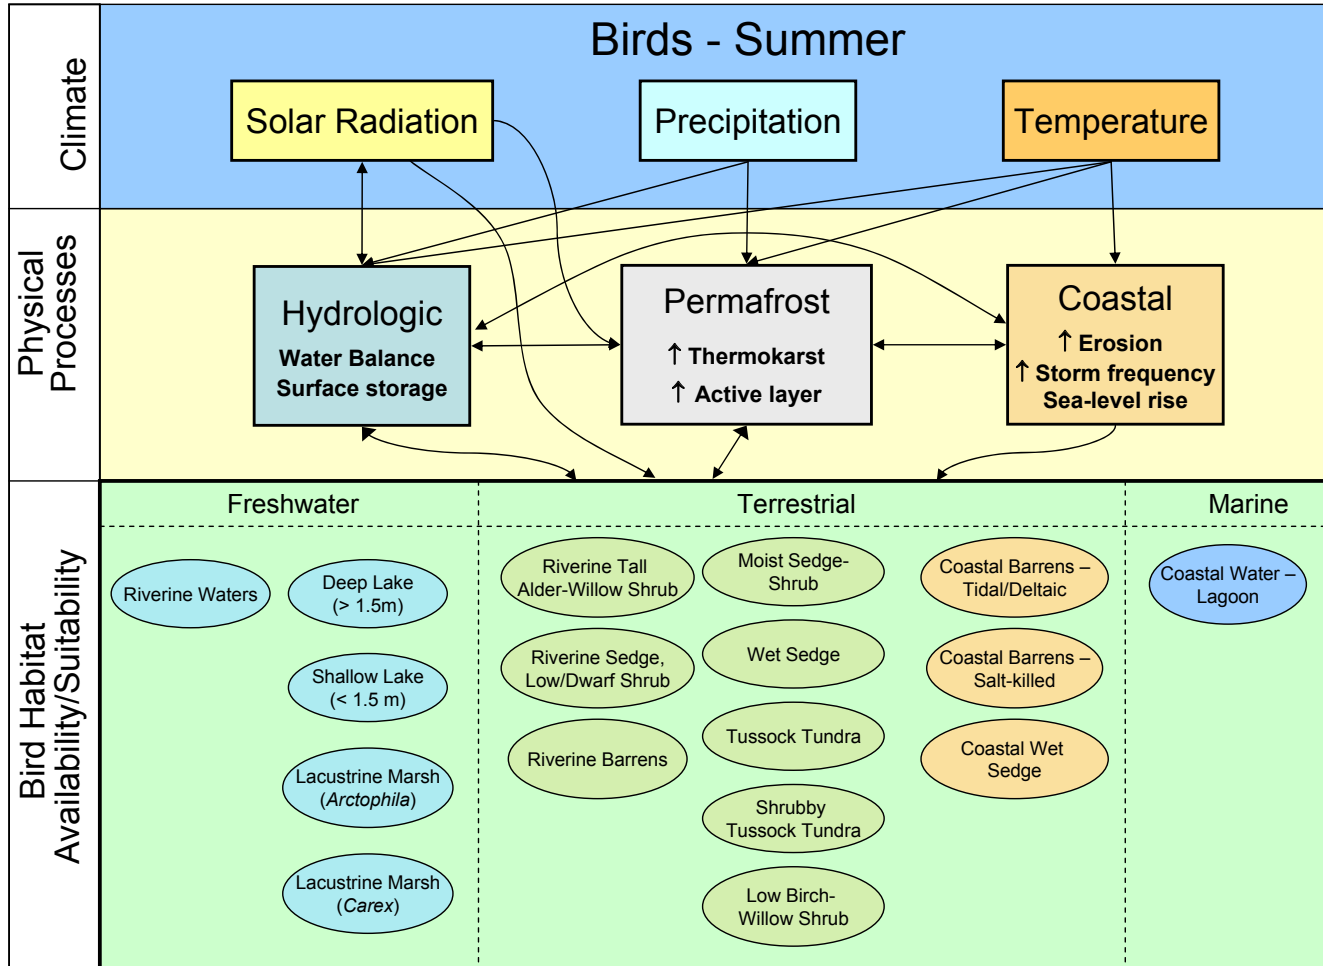 Birds - Summer
Climate
Solar Radiation
Precipitation
Temperature
Physical
Processes
Hydrologic
Water Balance
Surface storage
Permafrost
↑ Thermokarst
↑ Active layer
Coastal
↑ Erosion
↑ Storm frequency
Sea-level rise
Bird Habitat
Availability/Suitability
Freshwater
Terrestrial
Marine
Riverine Waters
Deep Lake
(> 1.5m)
Shallow Lake
(< 1.5 m)
Lacustrine Marsh
(Arctophila)
Lacustrine Marsh
(Carex)
Riverine Tall
Alder-Willow Shrub
Riverine Sedge,
Low/Dwarf Shrub
Riverine Barrens
Moist Sedge-
Shrub
Wet Sedge
Tussock Tundra
Shrubby
Tussock Tundra
Low Birch-
Willow Shrub
Coastal Barrens –
Tidal/Deltaic
Coastal Barrens –
Salt-killed
Coastal Wet
Sedge
Coastal Water –
Lagoon